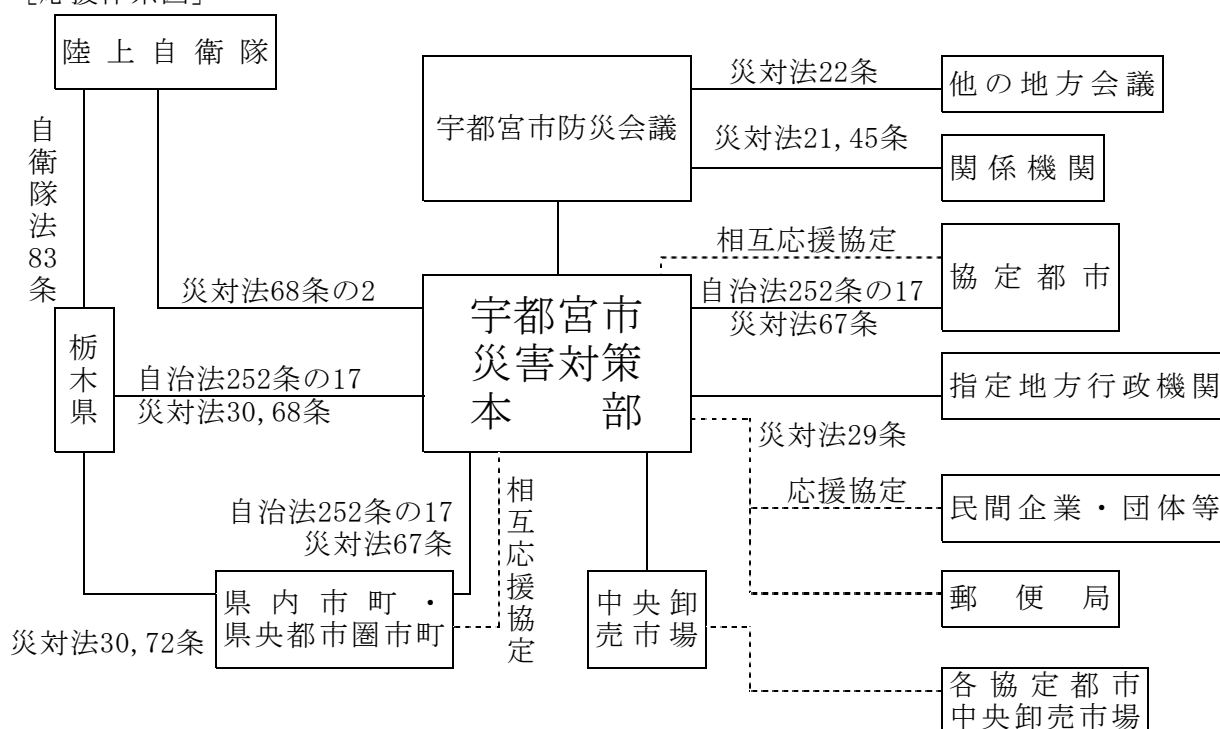 ［応援体系図］
陸上自衛隊
自衛隊法83条
災対法68条の2
栃木県
自治法252条の17
災対法30,68条
自治法252条の17
災対法67条
相互応援協定
県内市町・
県央都市圏市町
災対法30,72条
宇都宮市防災会議
宇都宮市
災害対策
本部
中央卸
売市場
災対法22条
他の地方会議
災対法21,45条
関係機関
相互応援協定
自治法252条の17
災対法67条
協定都市
指定地方行政機関
災対法29条
応援協定
民間企業・団体等
郵便局
各協定都市
中央卸売市場